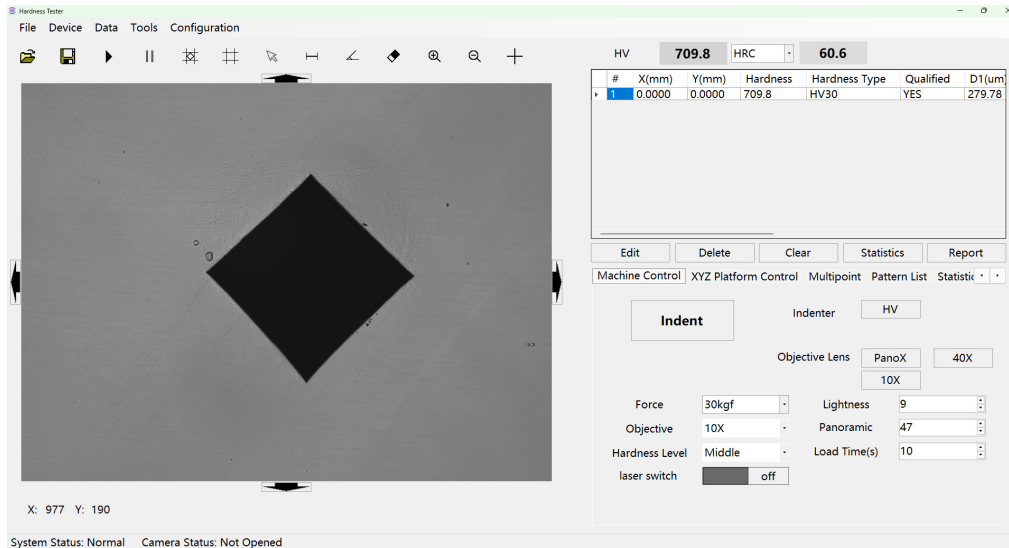 Hardness Tester
File Device Data Tools Configuration
HV 709.8 HRC 60.6
# X(mm) Y(mm) Hardness Hardness Type Qualified D1(um)
1 0.0000 0.0000 709.8 HV30 YES 279.78
Edit Delete Clear Statistics Report
Machine Control XYZ Platform Control Multipoint Pattern List Statistic
Indent Indenter HV
Objective Lens PanoX 40X
10X
Force 30kgf Lightness 9
Objective 10X Panoramic 47
Hardness Level Middle Load Time(s) 10
laser switch off
X: 977 Y: 190
System Status: Normal Camera Status: Not Opened